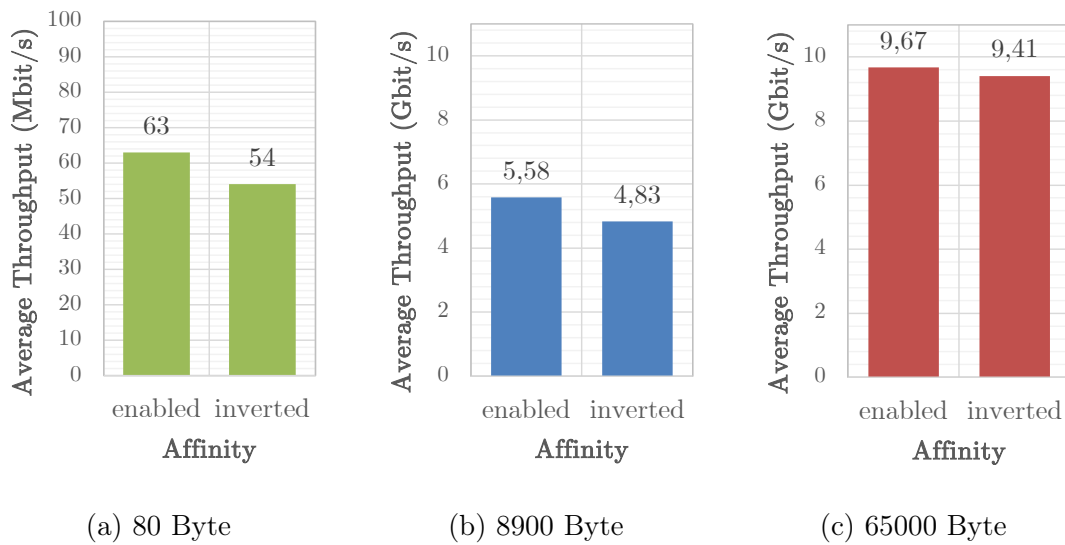 Average Throughput (Mbit/s)
100
90
80
70
60
50
40
30
20
10
0
63
54
enabled inverted
Affinity
(a) 80 Byte
Average Throughput (Gbit/s)
10
8
6
4
2
0
5,58
4,83
enabled inverted
Affinity
(b) 8900 Byte
Average Throughput (Gbit/s)
10
8
6
4
2
0
9,67
9,41
enabled inverted
Affinity
(c) 65000 Byte